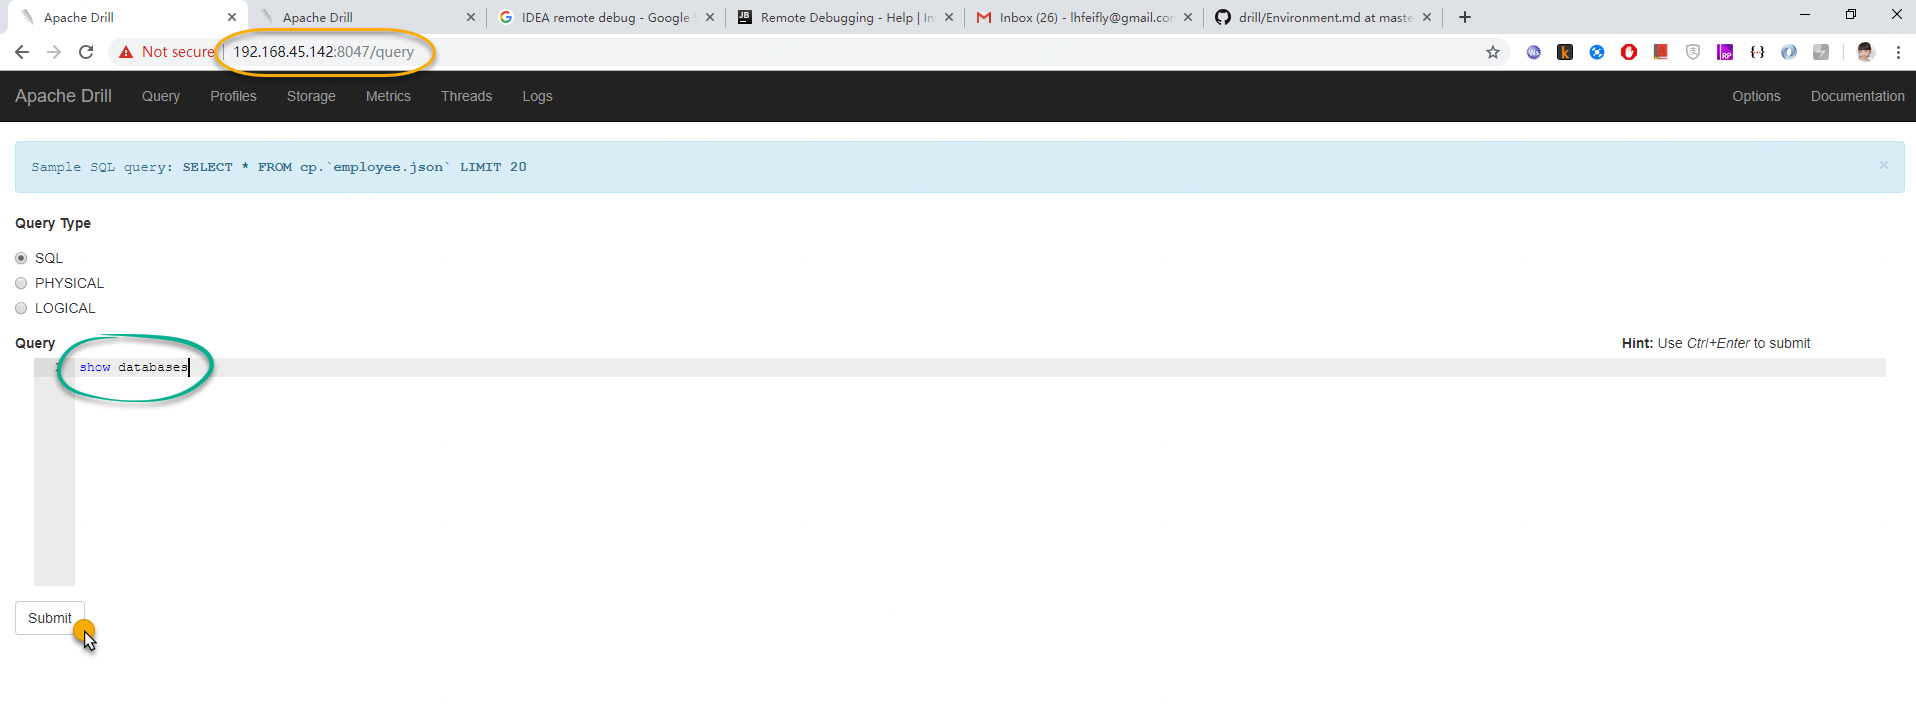 Apache Drill
Apache Drill
IDEA remote debug - Google
Remote Debugging - Help | In
Inbox (26) - lhfeifly@gmail.cor
drill/Environment.md at maste
Not secure
192.168.45.142:8047/query
Apache Drill Query Profiles Storage Metrics Threads Logs Options Documentation
Sample SQL query: SELECT * FROM cp.`employee.json` LIMIT 20 ×
Query Type
SQL
PHYSICAL
LOGICAL
Query Hint: Use Ctrl+Enter to submit
show databases
Submit